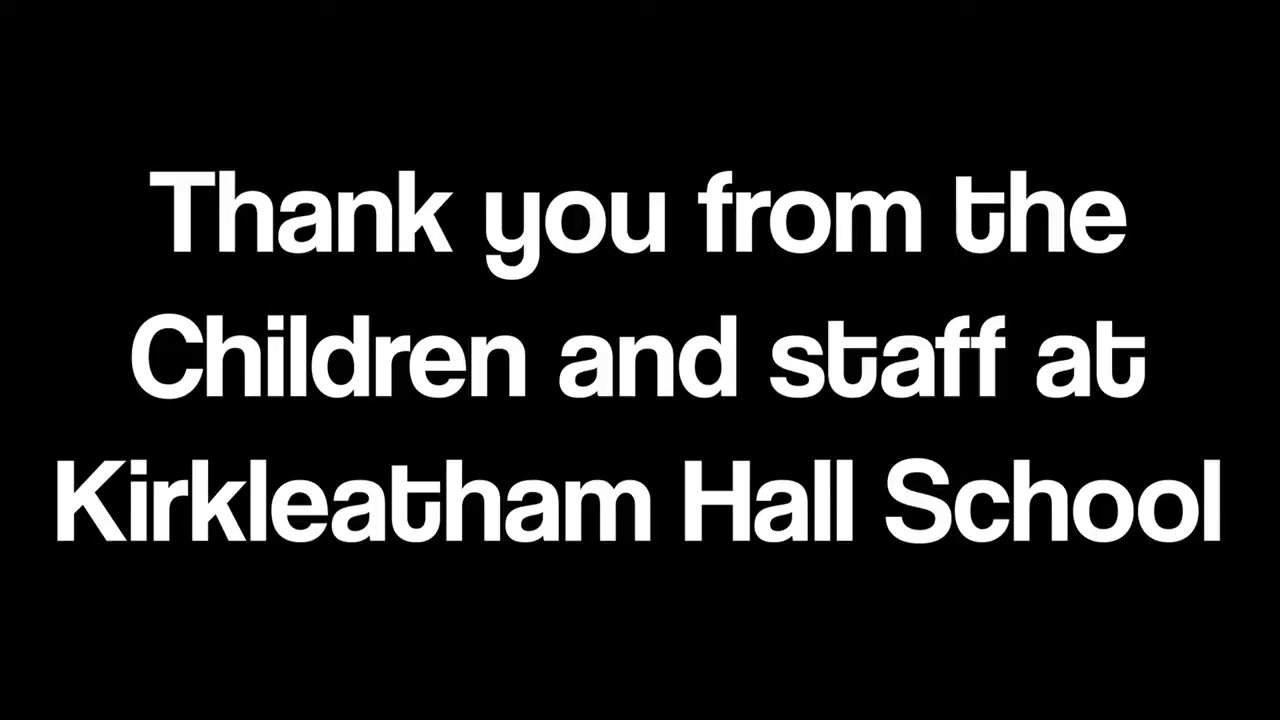 Thank you from the
Children and staff at
Kirkleatham Hall School